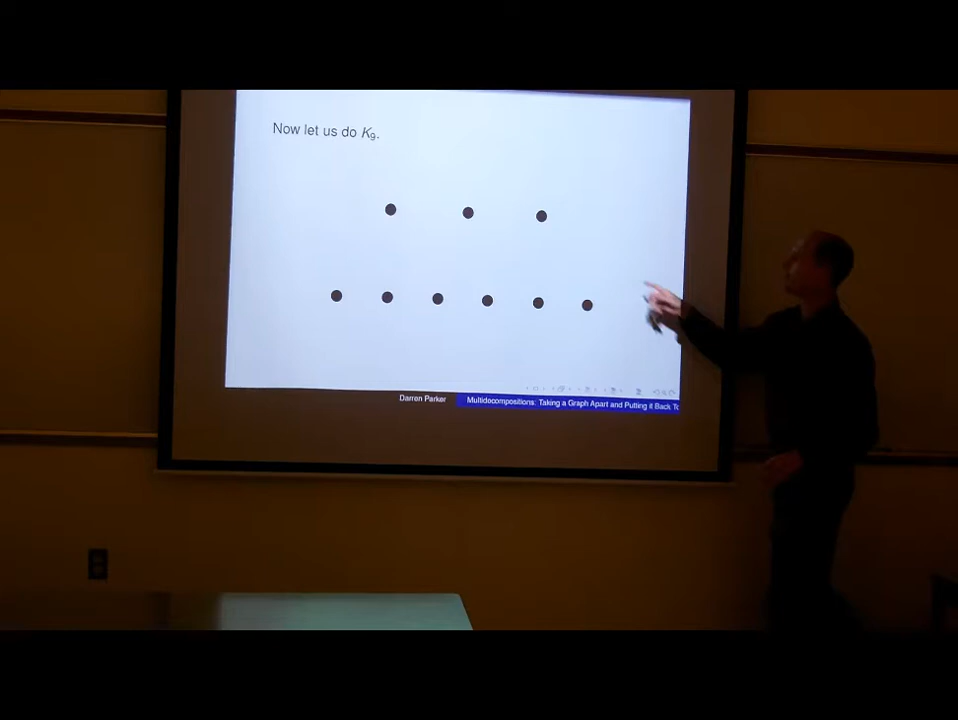 Now let us do K₉.
Darren Parker
Multidecompositions: Taking a Graph Apart and Putting it Back To